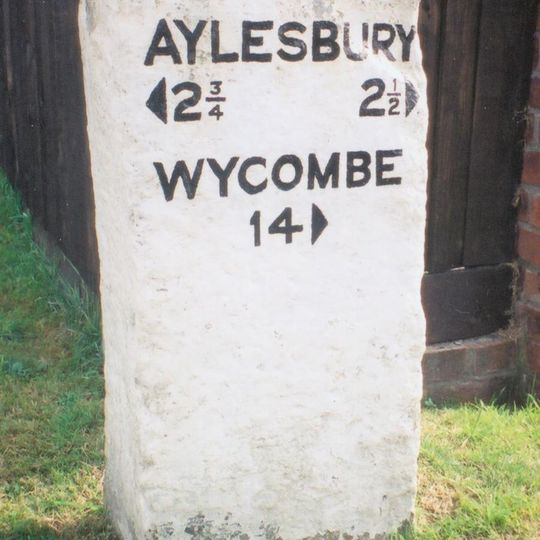 AYLESBURY
◀2¾ 2½▶
WYCOMBE
14▶